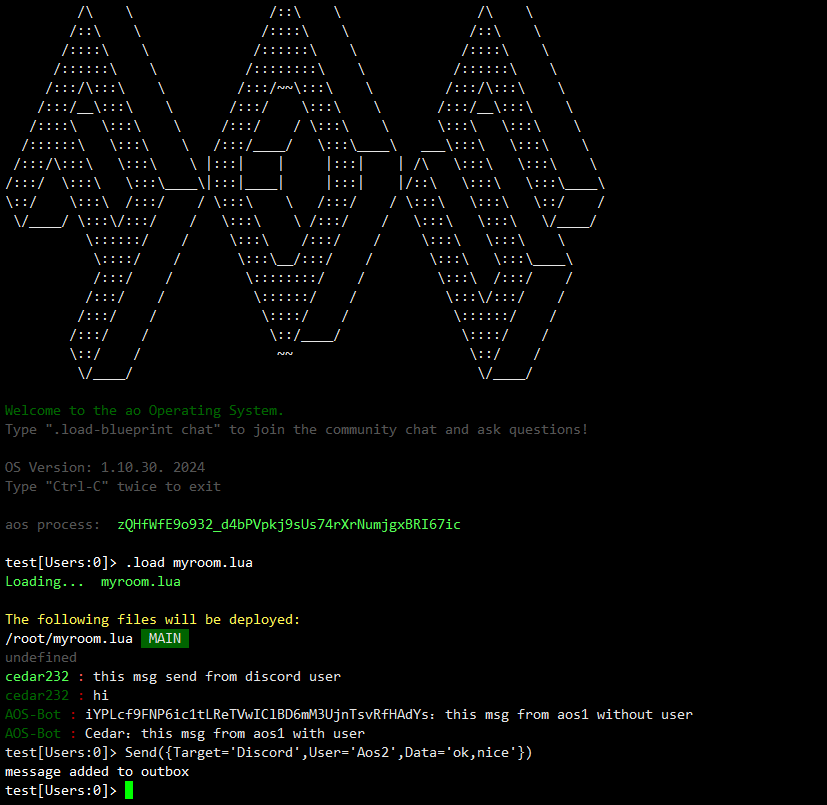 Welcome to the ao Operating System.
Type ".load-blueprint chat" to join the community chat and ask questions!
OS Version: 1.10.30. 2024
Type "Ctrl-C" twice to exit
aos process:  zQHfWfE9o932_d4bPVpkj9sUs74rXrNumjgxBRI67ic
test[Users:0]> .load myroom.lua
Loading...  myroom.lua
The following files will be deployed:
/root/myroom.lua  MAIN
undefined
cedar232 : this msg send from discord user
cedar232 : hi
AOS-Bot : iYPLcf9FNP6ic1tLReTVwIClBD6mM3UjnTsvRfHAdYs：this msg from aos1 without user
AOS-Bot : Cedar：this msg from aos1 with user
test[Users:0]> Send({Target='Discord',User='Aos2',Data='ok,nice'})
message added to outbox
test[Users:0]>